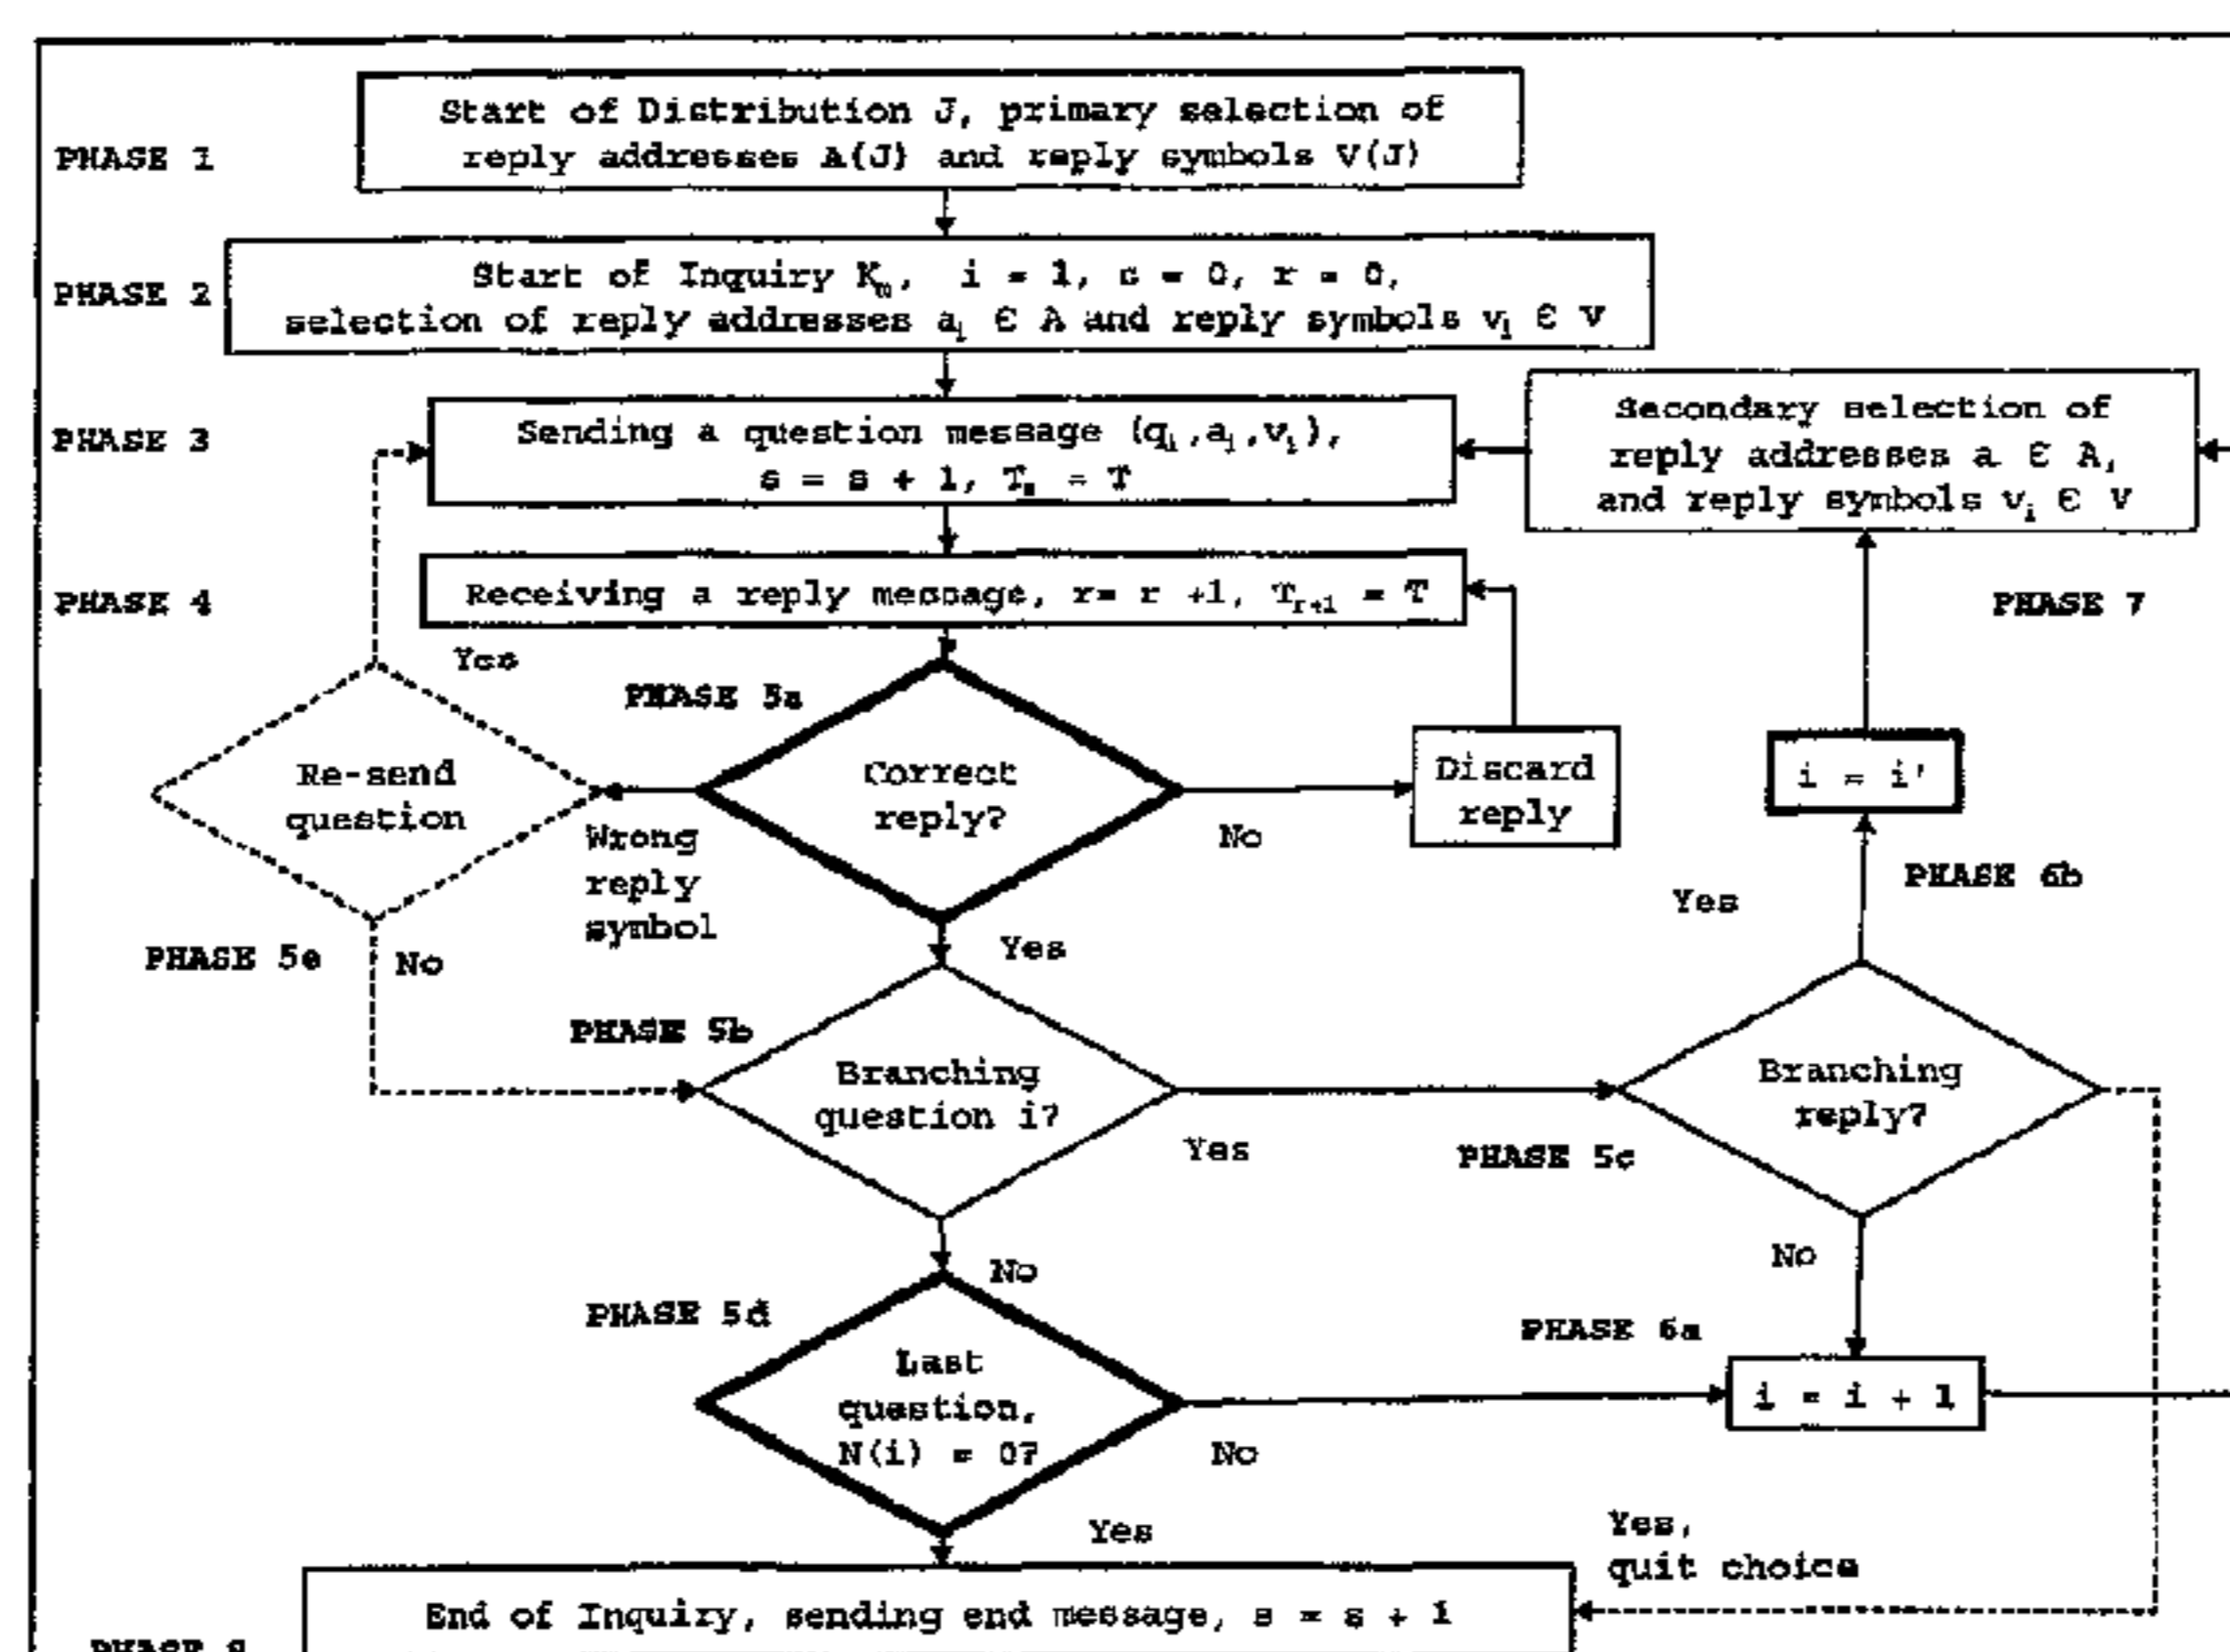 Start of Distribution J, primary selection of
reply addresses A(J) and reply symbols V(J)
PHASE 1
Start of Inquiry Kₙ, i = 1, s = 0, r = 0,
selection of reply addresses aᵢ ∈ A and reply symbols vᵢ ∈ V
PHASE 2
Sending a question message (qᵢ,aᵢ,vᵢ),
s = s + 1, Tₛ = T
PHASE 3
Secondary selection of
reply addresses a ∈ A,
and reply symbols vᵢ ∈ V
Receiving a reply message, r= r +1, Tᵣ₊₁ = T
PHASE 4
PHASE 7
Yes
PHASE 5a
Re-send
question
Correct
reply?
Discard
reply
i = i'
Wrong
reply
symbol
No
PHASE 6b
Yes
PHASE 5e
No
Yes
PHASE 5b
Branching
question i?
Yes
Branching
reply?
PHASE 5c
No
No
PHASE 5d
PHASE 6a
Last
question,
N(i) = 0?
No
i = i + 1
Yes
Yes,
quit choice
End of Inquiry, sending end message, s = s + 1